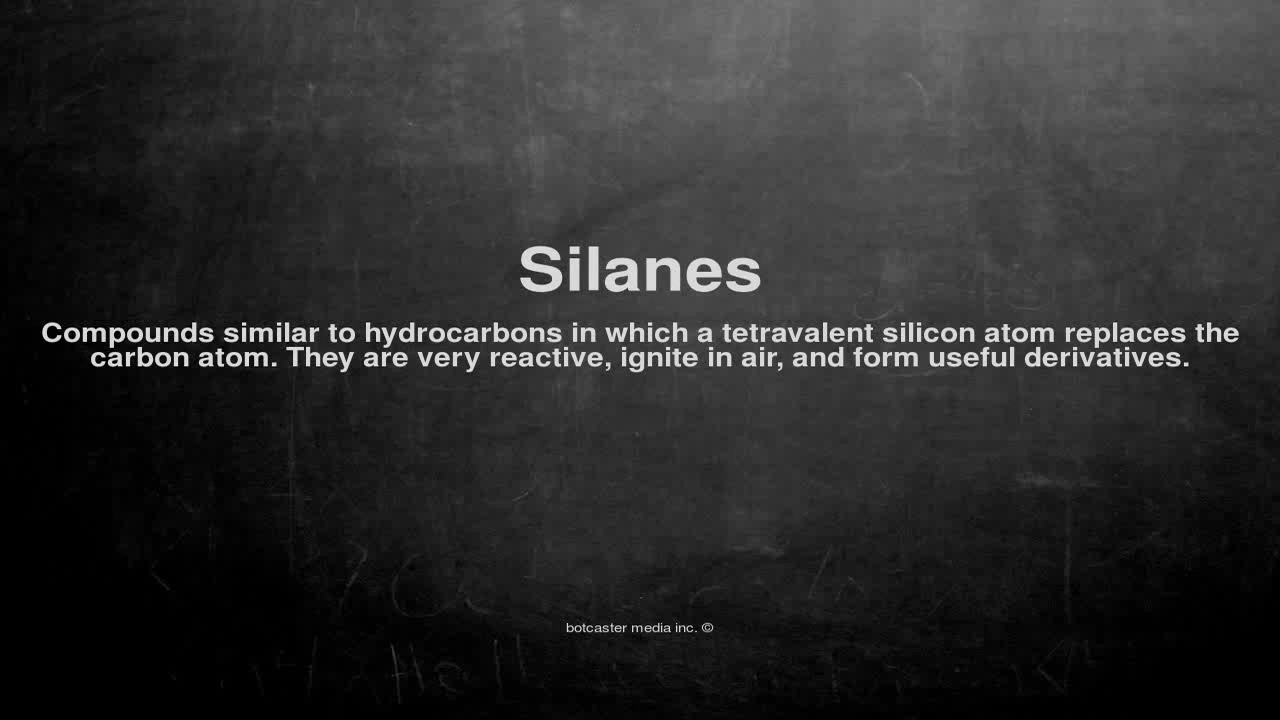 Silanes
Compounds similar to hydrocarbons in which a tetravalent silicon atom replaces the
carbon atom. They are very reactive, ignite in air, and form useful derivatives.
botcaster media inc. ©